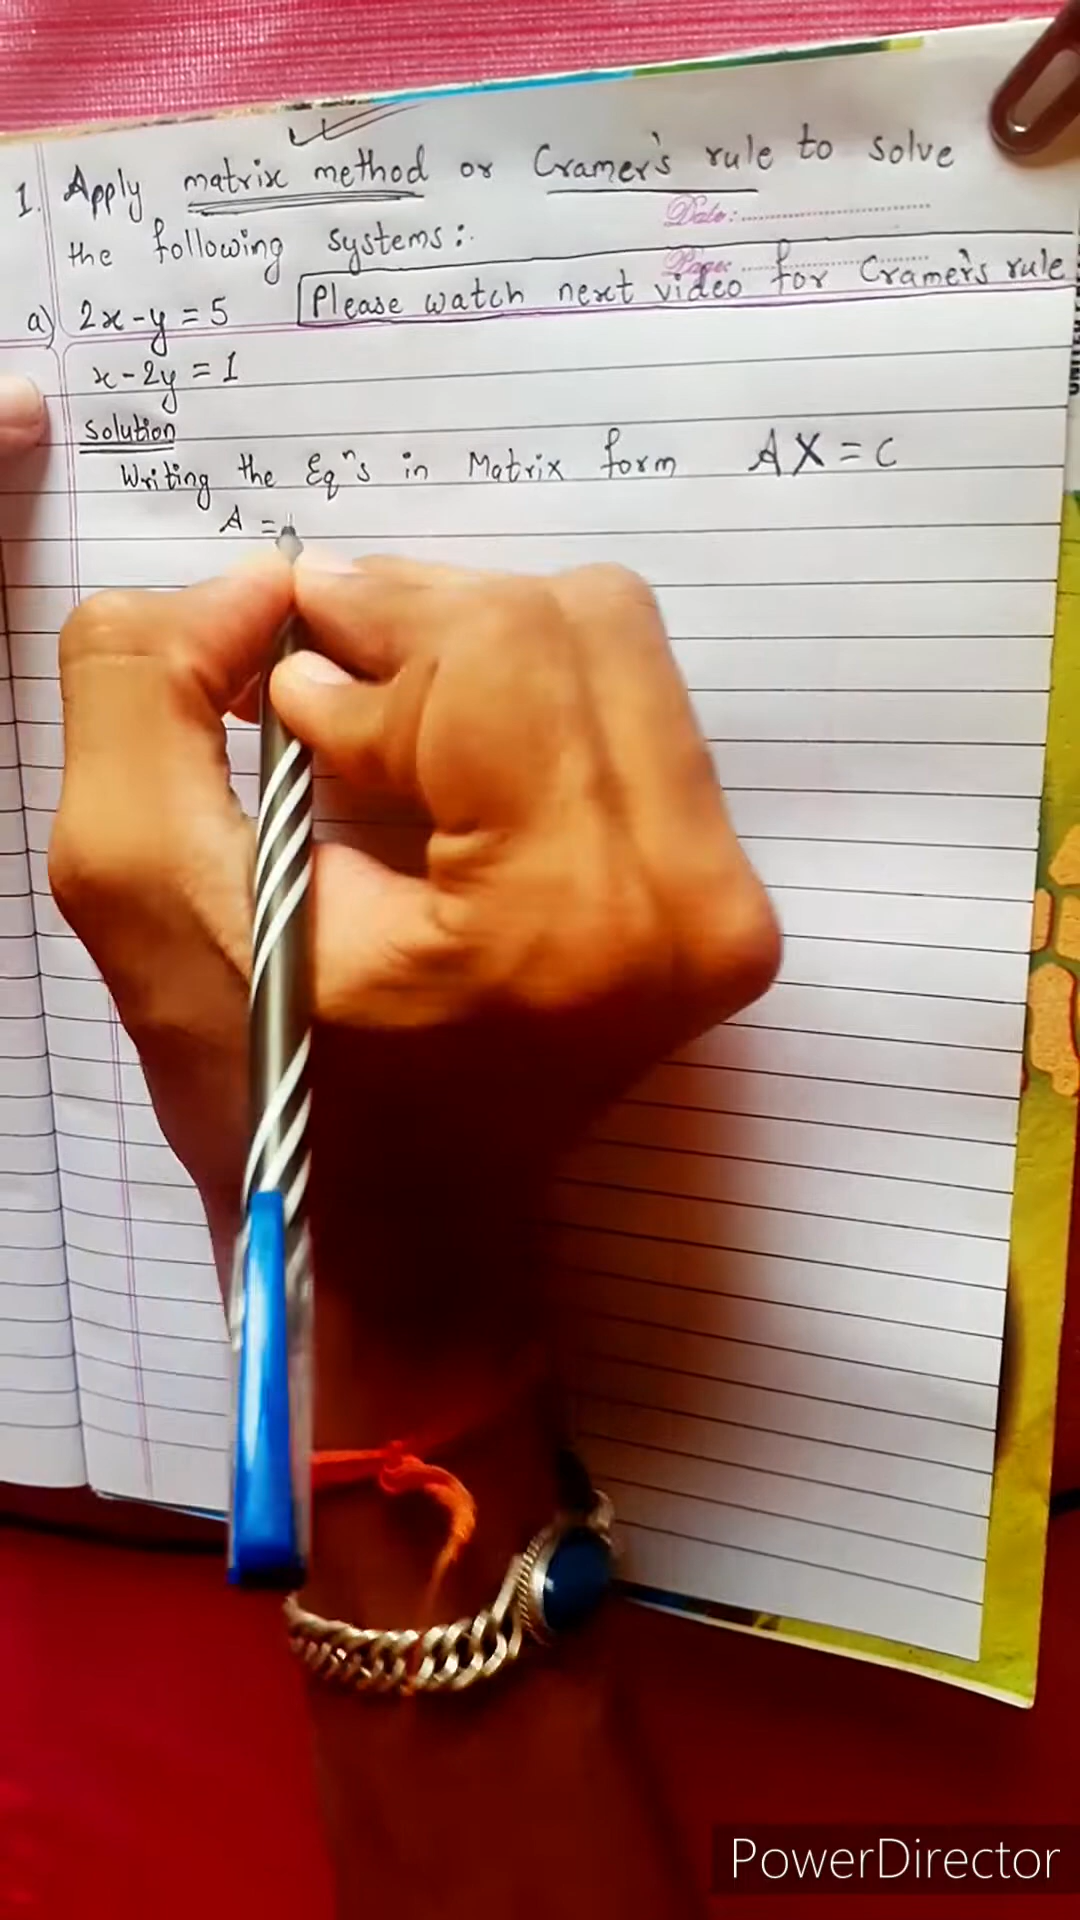 1. Apply matrix method or Cramer's rule to solve
Date:
the following systems:
Page:
Please watch next video for Cramer's rule
a) 2x-y = 5
x-2y = 1
Solution
Writing the Eqⁿs in Matrix form AX = C
A =
PowerDirector